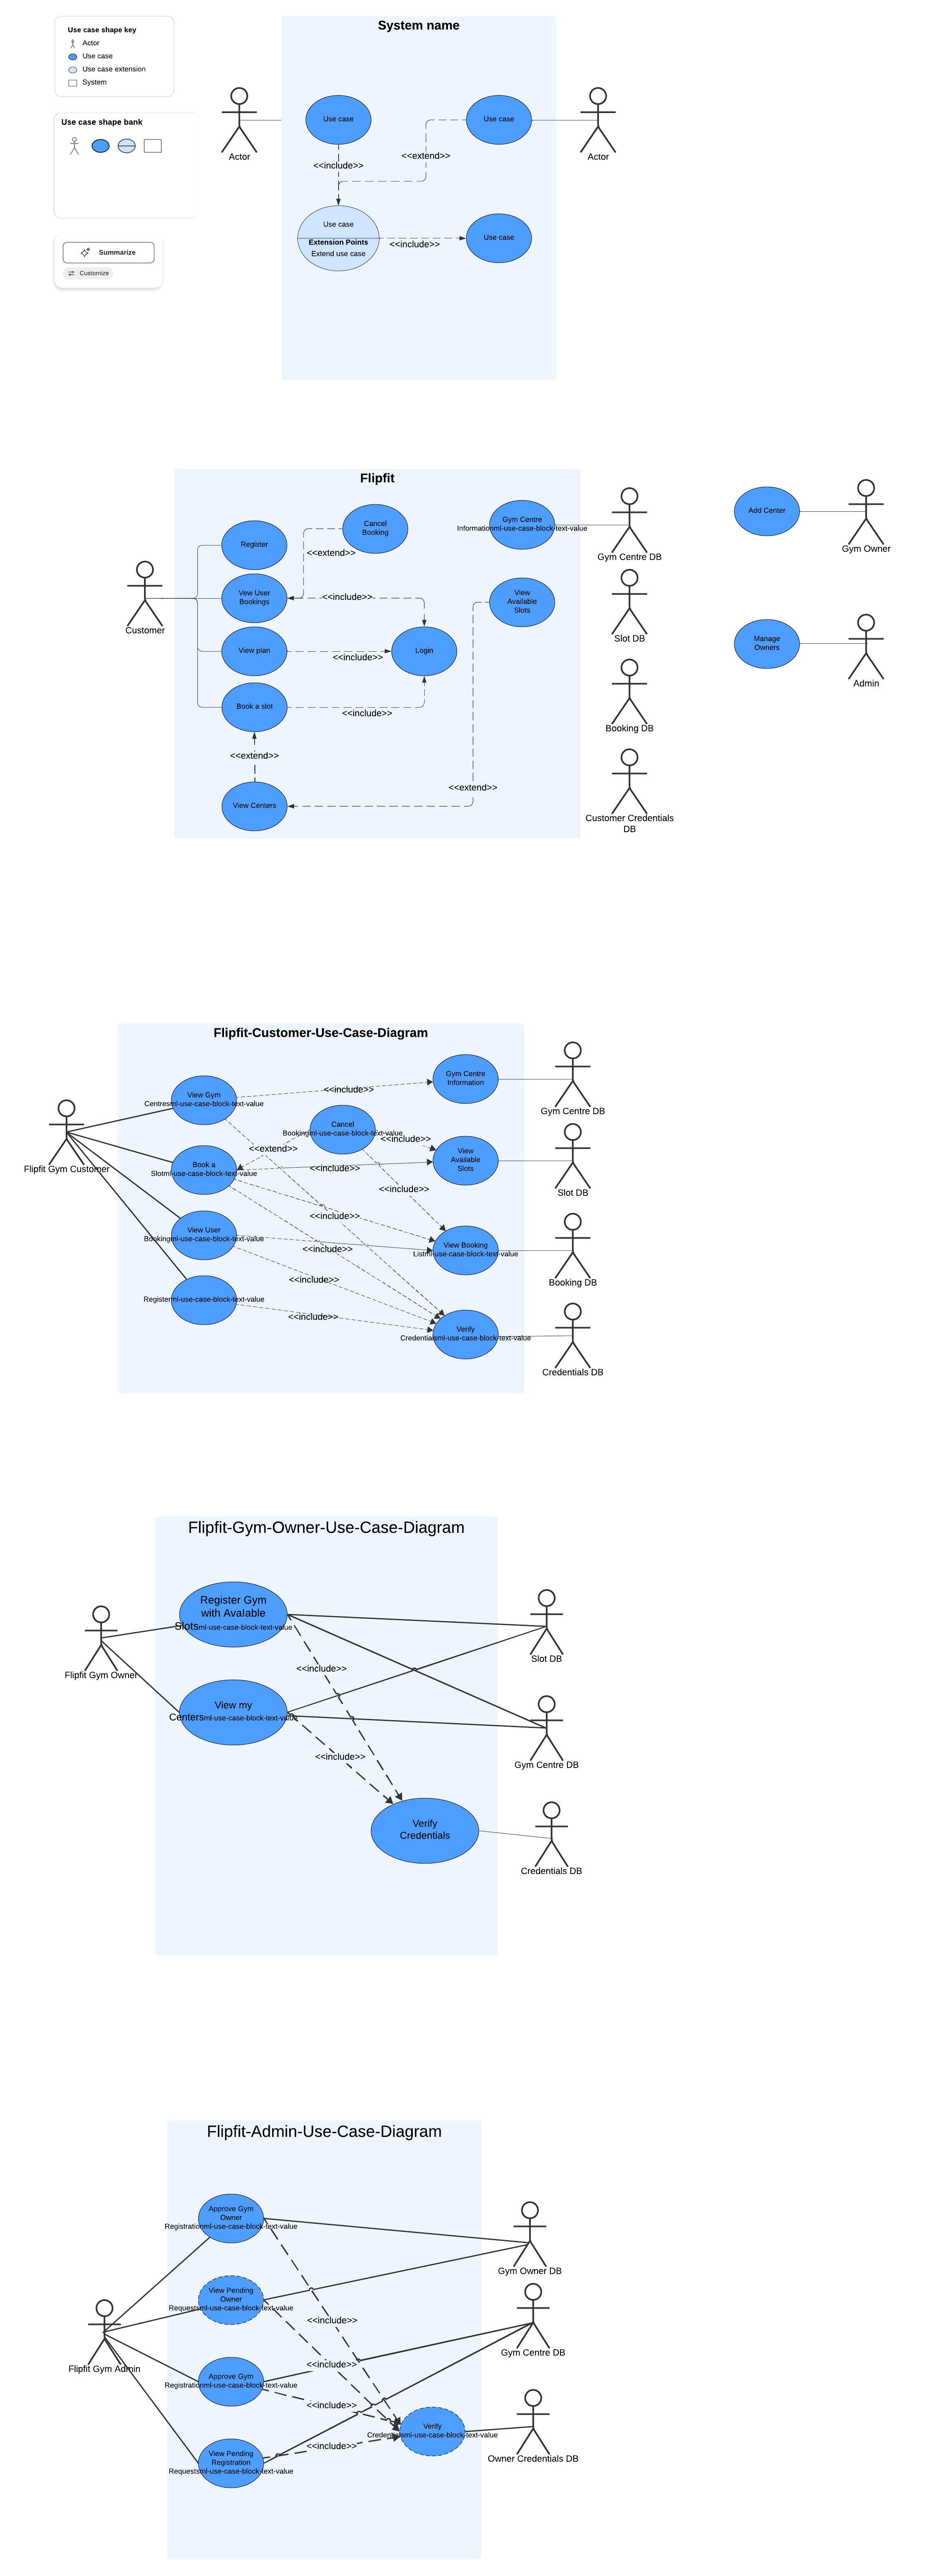 Use case shape key
Actor
Use case
Use case extension
System
Use case shape bank
Summarize
Customize
System name
Actor
Use case
Use case
Actor
<<include>>
<<extend>>
Use case
Extension Points
Extend use case
<<include>>
Use case
Flipfit
Customer
Register
Vew User
Bookings
View plan
Book a slot
View Centers
Cancel
Booking
<<extend>>
<<include>>
Login
<<include>>
<<include>>
<<extend>>
<<extend>>
Gym Centre
Informationml-use-case-block-text-value
View
Available
Slots
Gym Centre DB
Slot DB
Booking DB
Customer Credentials
DB
Add Center
Gym Owner
Manage
Owners
Admin
Flipfit-Customer-Use-Case-Diagram
Flipfit Gym Customer
View Gym
Centresml-use-case-block-text-value
Book a
Slotml-use-case-block-text-value
View User
Bookingml-use-case-block-text-value
Registerml-use-case-block-text-value
Cancel
Bookingml-use-case-block-text-value
<<include>>
<<include>>
<<extend>>
<<include>>
<<include>>
<<include>>
<<include>>
<<include>>
<<include>>
Gym Centre
Information
View
Available
Slots
View Booking
Listml-use-case-block-text-value
Verify
Credentialsml-use-case-block-text-value
Gym Centre DB
Slot DB
Booking DB
Credentials DB
Flipfit-Gym-Owner-Use-Case-Diagram
Flipfit Gym Owner
Register Gym
with Avalable
Slotsml-use-case-block-text-value
View my
Centersml-use-case-block-text-value
<<include>>
<<include>>
Verify
Credentials
Slot DB
Gym Centre DB
Credentials DB
Flipfit-Admin-Use-Case-Diagram
Flipfit Gym Admin
Approve Gym
Owner
Registrationml-use-case-block-text-value
View Pending
Owner
Requestsml-use-case-block-text-value
Approve Gym
Registrationml-use-case-block-text-value
View Pending
Registration
Requestsml-use-case-block-text-value
<<include>>
<<include>>
<<include>>
<<include>>
Verify
Credentialsml-use-case-block-text-value
Gym Owner DB
Gym Centre DB
Owner Credentials DB